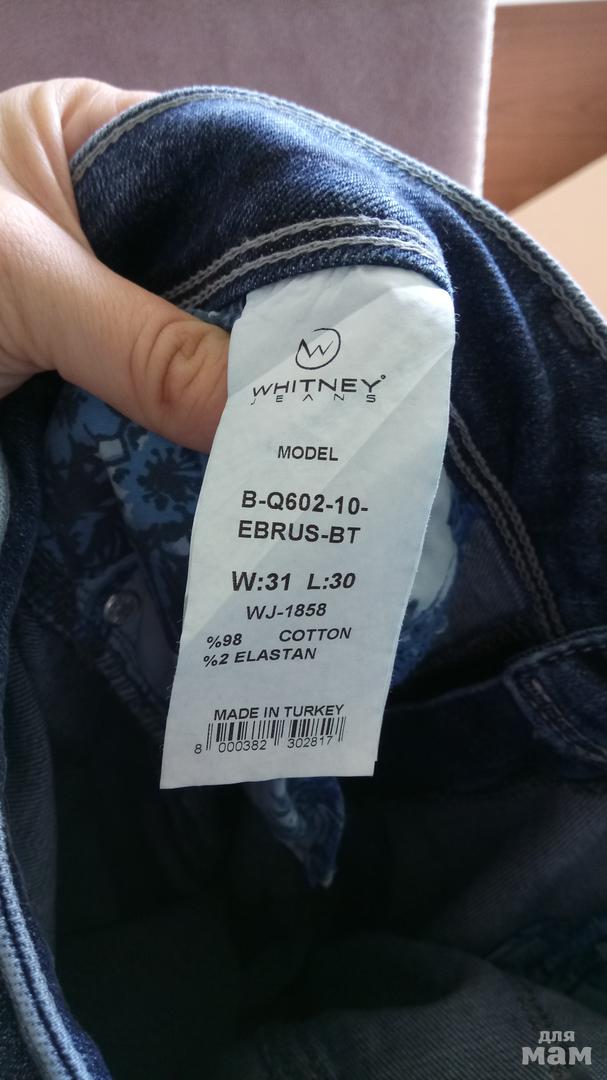 W
WHITNEY
JEANS
MODEL
B-Q602-10-
EBRUS-BT
W:31 L:30
WJ-1858
%98 COTTON
%2 ELASTAN
MADE IN TURKEY
8 000382 302817
для
мам